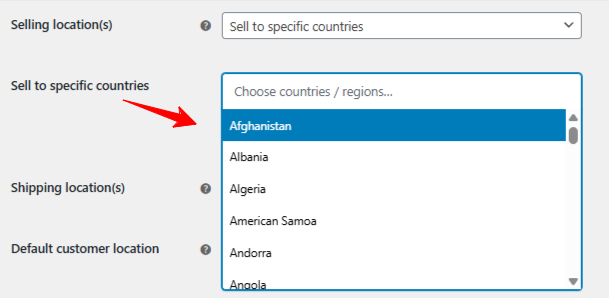 Selling location(s)
Sell to specific countries
Sell to specific countries
Choose countries / regions...
Afghanistan
Albania
Algeria
American Samoa
Andorra
Angola
Shipping location(s)
Default customer location